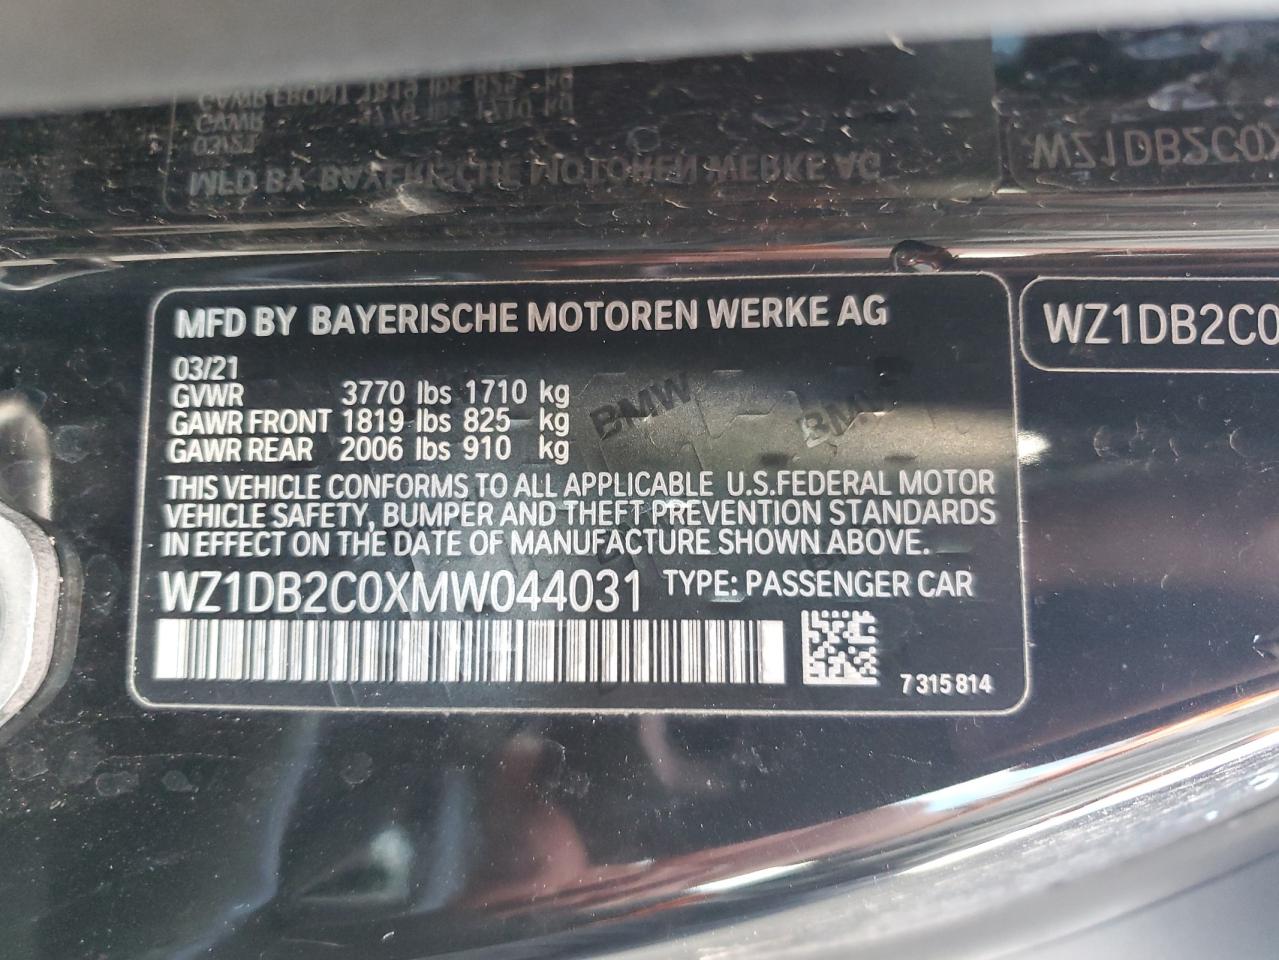 MFD BY BAYERISCHE MOTOREN WERKE AG
WZ1DB2C0
03/21
GVWR 3770 lbs 1710 kg
GAWR FRONT 1819 lbs 825 kg
GAWR REAR 2006 lbs 910 kg
BMW BMW
THIS VEHICLE CONFORMS TO ALL APPLICABLE U.S.FEDERAL MOTOR
VEHICLE SAFETY, BUMPER AND THEFT PREVENTION STANDARDS
IN EFFECT ON THE DATE OF MANUFACTURE SHOWN ABOVE.
WZ1DB2C0XMW044031 TYPE: PASSENGER CAR
7 315 814